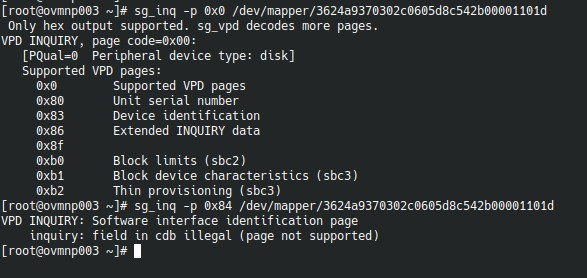 [root@ovmnp003 ~]# sg_inq -p 0x0 /dev/mapper/3624a9370302c0605d8c542b00001101d
 Only hex output supported. sg_vpd decodes more pages.
VPD INQUIRY, page code=0x00:
   [PQual=0  Peripheral device type: disk]
   Supported VPD pages:
     0x0        Supported VPD pages
     0x80       Unit serial number
     0x83       Device identification
     0x86       Extended INQUIRY data
     0x8f
     0xb0       Block limits (sbc2)
     0xb1       Block device characteristics (sbc3)
     0xb2       Thin provisioning (sbc3)
[root@ovmnp003 ~]# sg_inq -p 0x84 /dev/mapper/3624a9370302c0605d8c542b00001101d
VPD INQUIRY: Software interface identification page
    inquiry: field in cdb illegal (page not supported)
[root@ovmnp003 ~]#